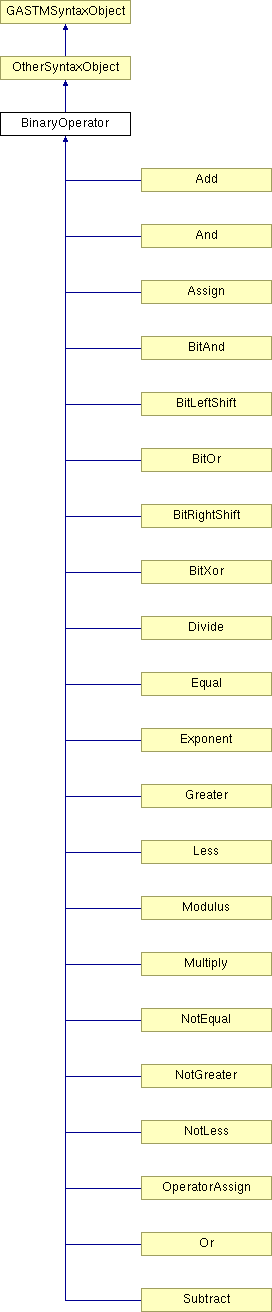 GASTMSyntaxObject
OtherSyntaxObject
BinaryOperator
Add
And
Assign
BitAnd
BitLeftShift
BitOr
BitRightShift
BitXor
Divide
Equal
Exponent
Greater
Less
Modulus
Multiply
NotEqual
NotGreater
NotLess
OperatorAssign
Or
Subtract